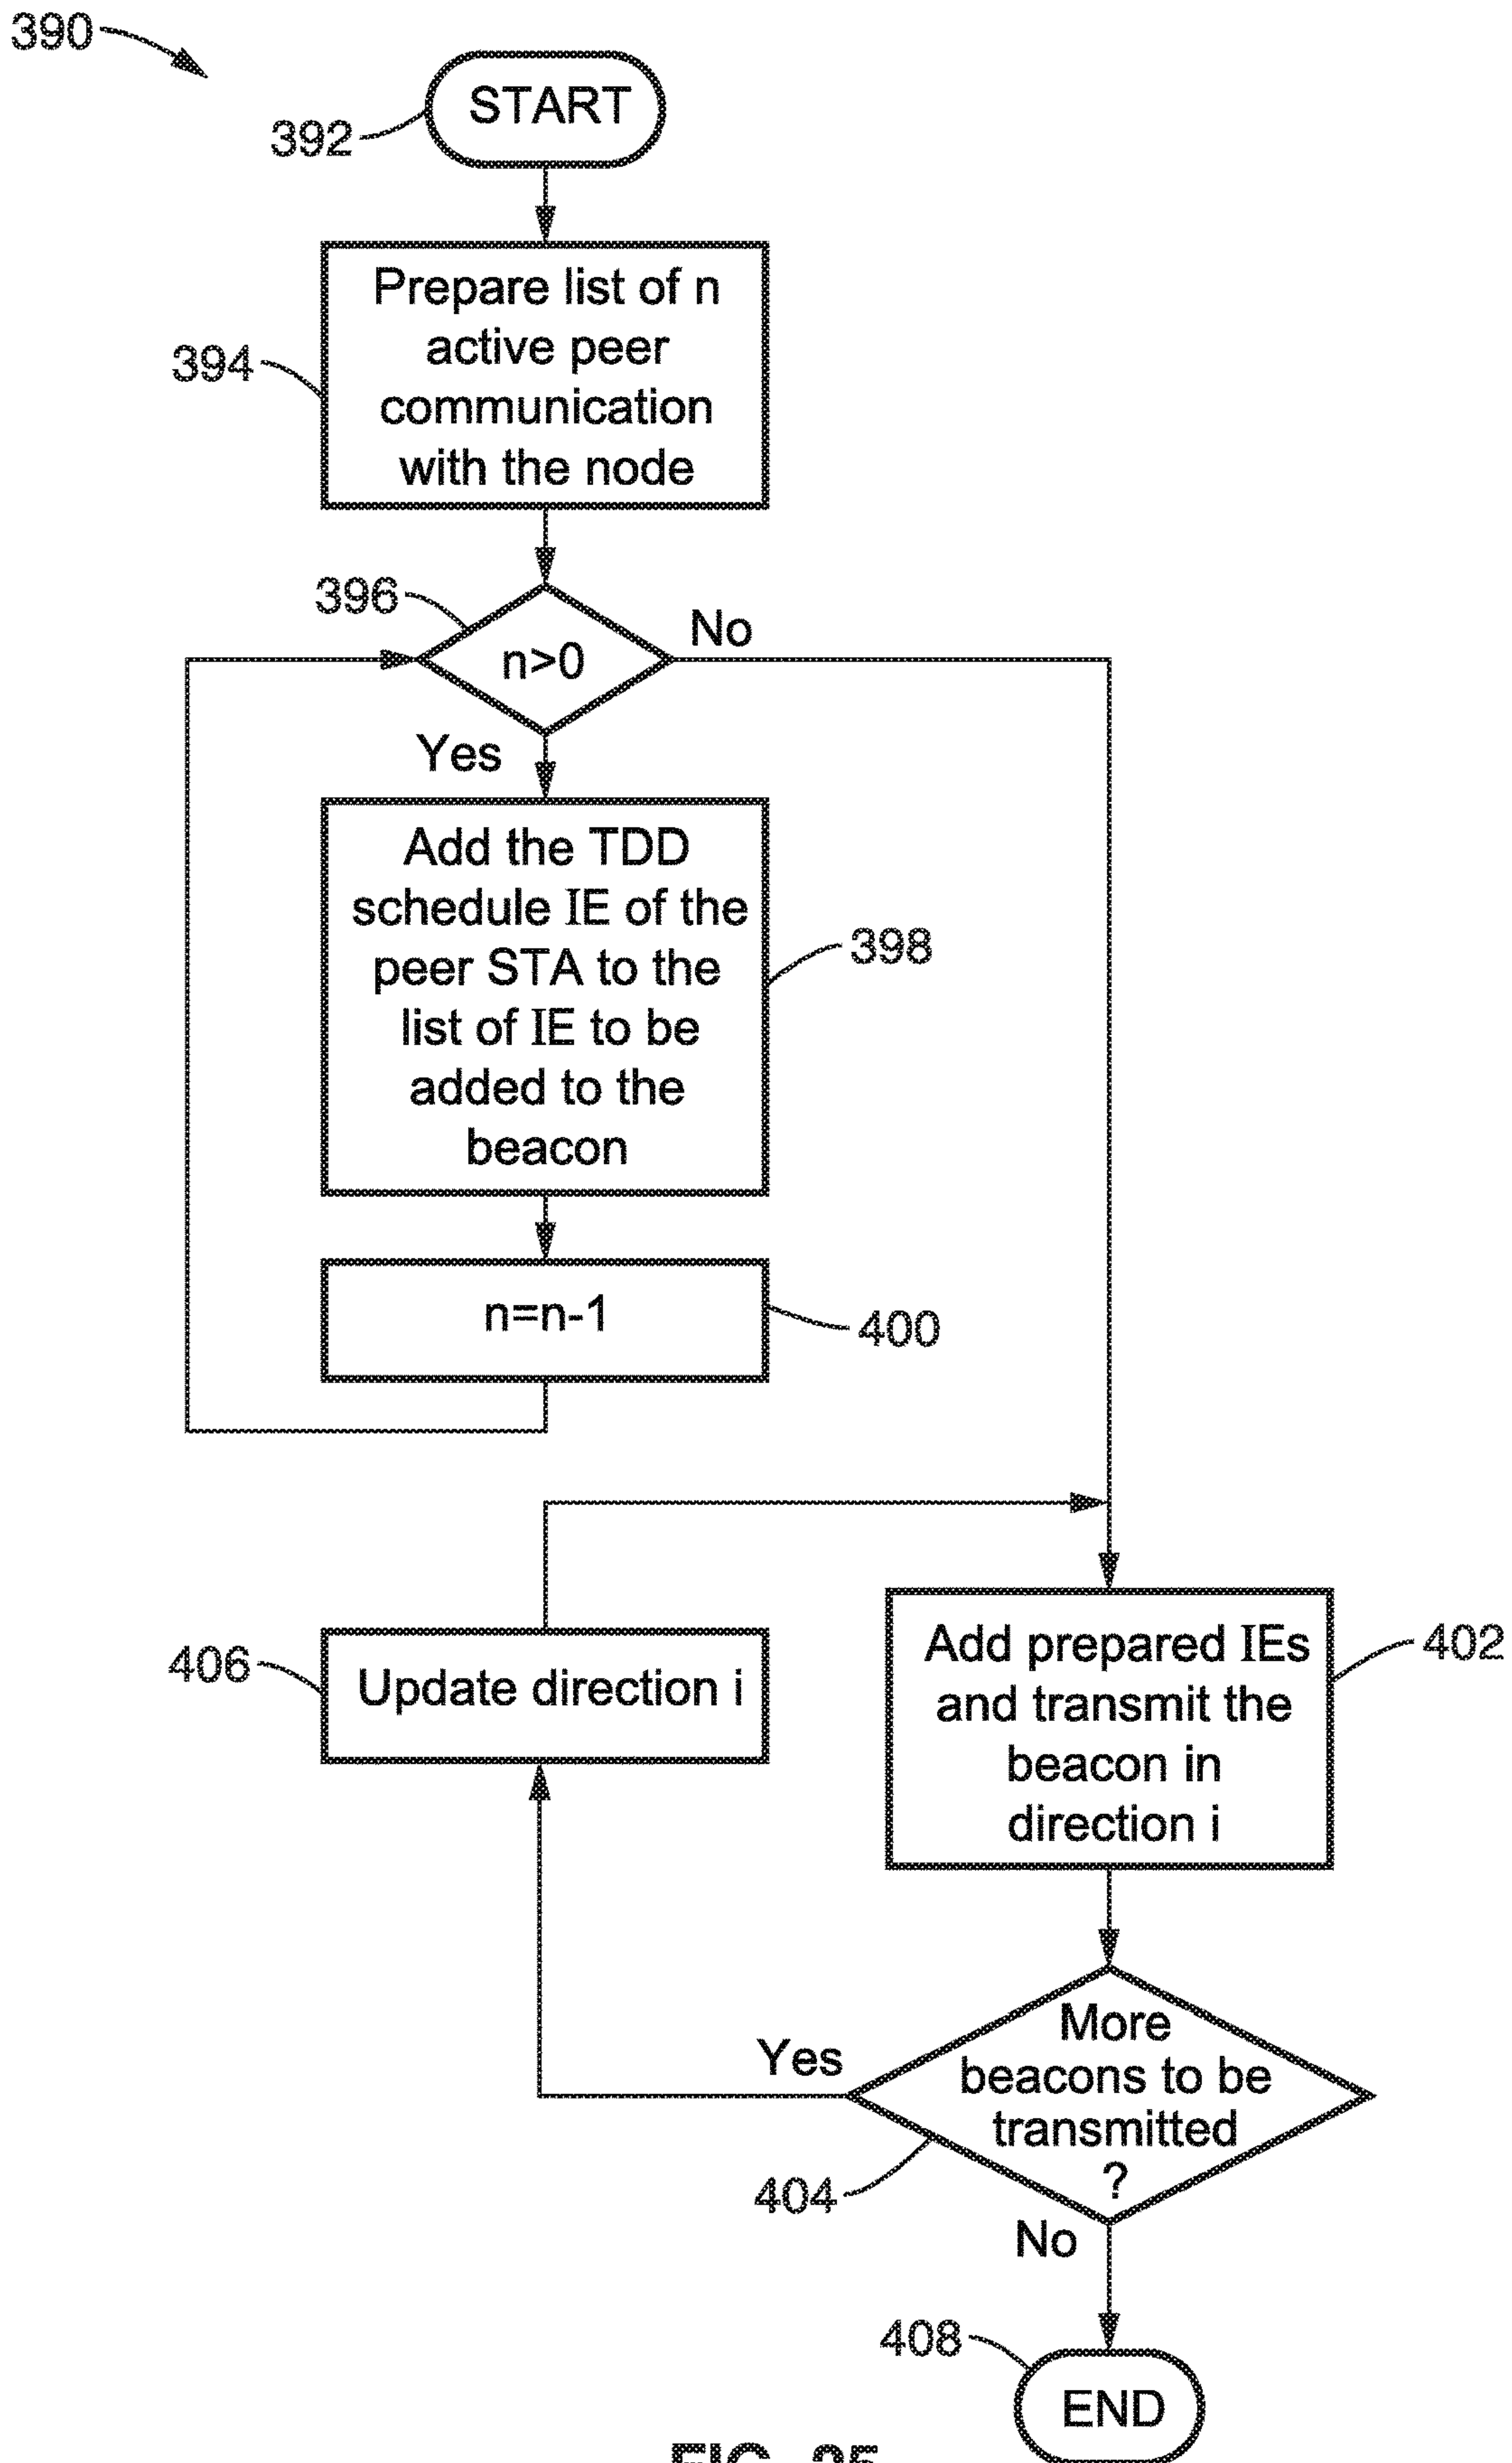 390
START
392
Prepare list of n
active peer
communication
with the node
394
396
n>0
No
Yes
Add the TDD
schedule IE of the
peer STA to the
list of IE to be
added to the
beacon
398
n=n-1
400
406
Update direction i
Add prepared IEs
and transmit the
beacon in
direction i
402
More
beacons to be
transmitted
?
Yes
404
No
408
END